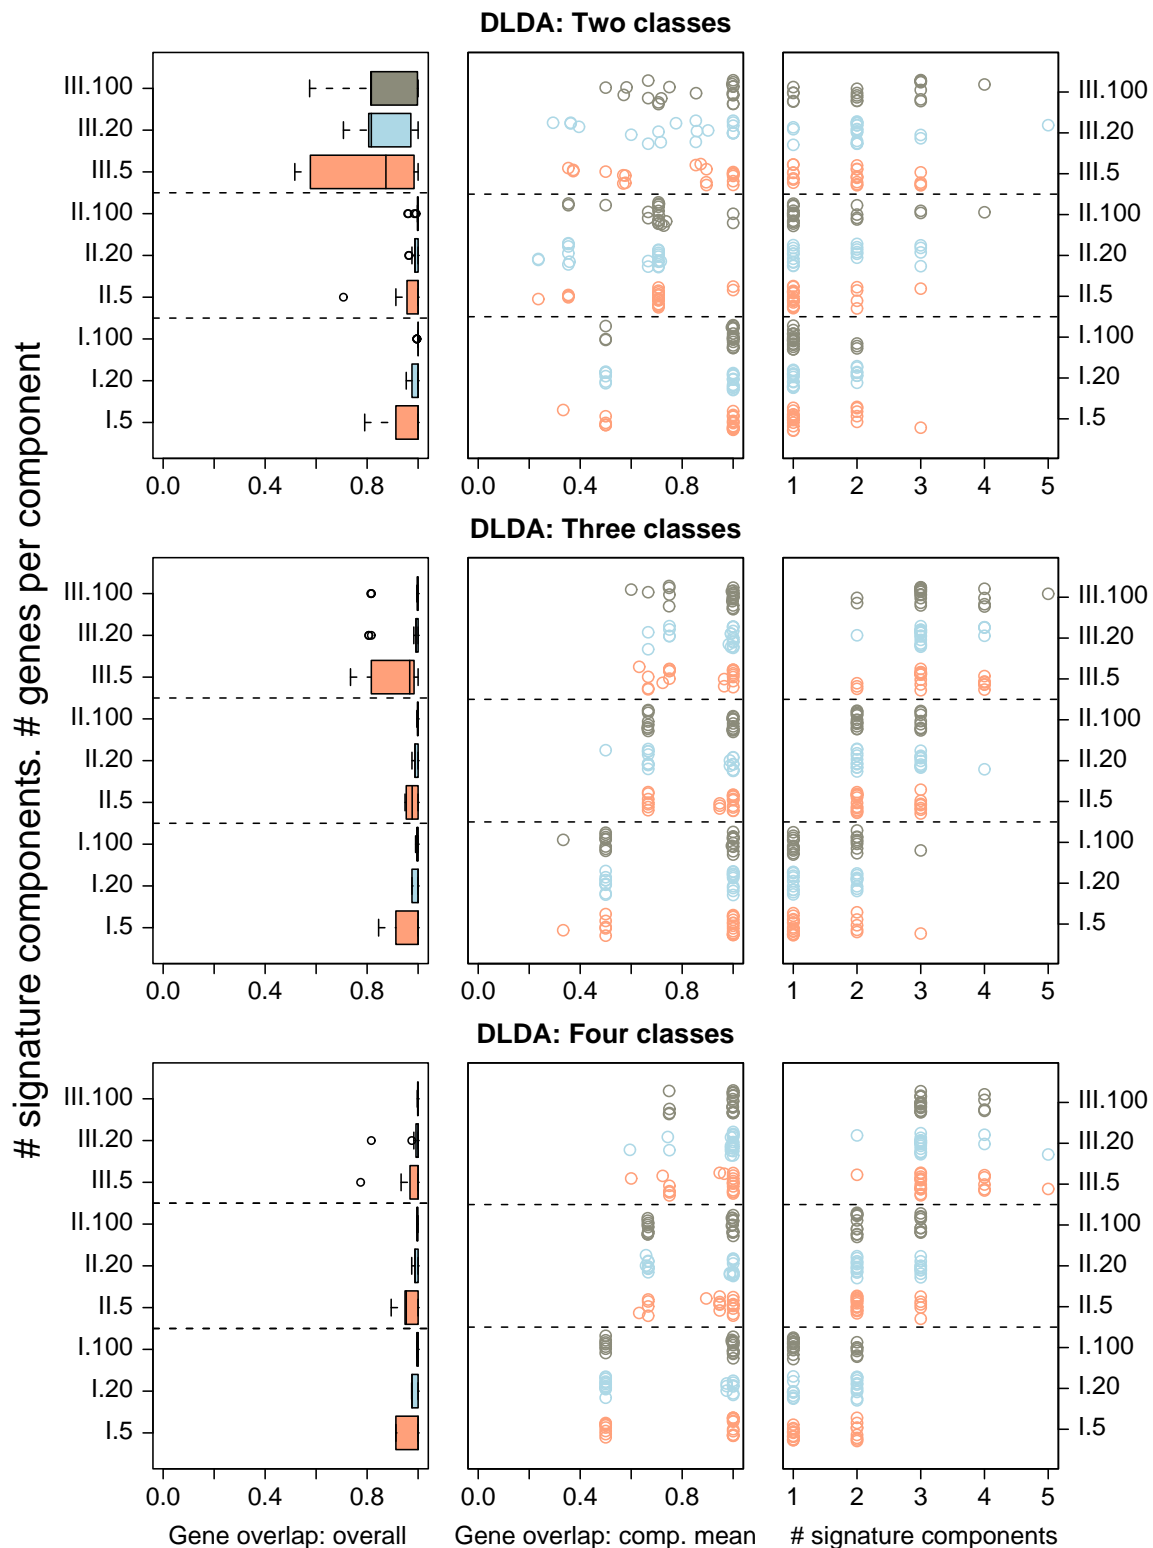 DLDA: Two classes
III.100
III.20
III.5
II.100
II.20
II.5
I.100
I.20
I.5
0.0 0.4 0.8
0.0 0.4 0.8
1 2 3 4 5
III.100
III.20
III.5
II.100
II.20
II.5
I.100
I.20
I.5
# signature components. # genes per component
DLDA: Three classes
III.100
III.20
III.5
II.100
II.20
II.5
I.100
I.20
I.5
0.0 0.4 0.8
0.0 0.4 0.8
1 2 3 4 5
III.100
III.20
III.5
II.100
II.20
II.5
I.100
I.20
I.5
DLDA: Four classes
III.100
III.20
III.5
II.100
II.20
II.5
I.100
I.20
I.5
0.0 0.4 0.8
0.0 0.4 0.8
1 2 3 4 5
III.100
III.20
III.5
II.100
II.20
II.5
I.100
I.20
I.5
Gene overlap: overall
Gene overlap: comp. mean
# signature components